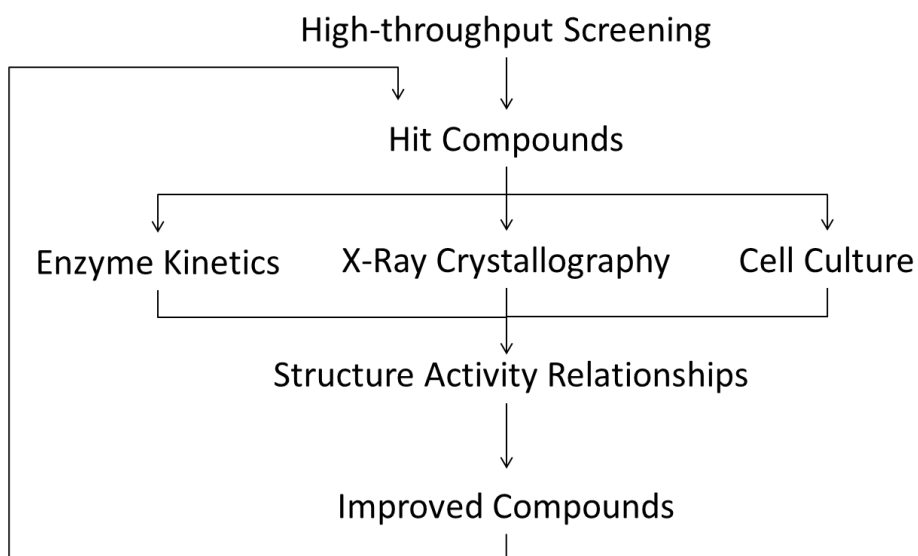 High-throughput Screening
Hit Compounds
Enzyme Kinetics
X-Ray Crystallography
Cell Culture
Structure Activity Relationships
Improved Compounds